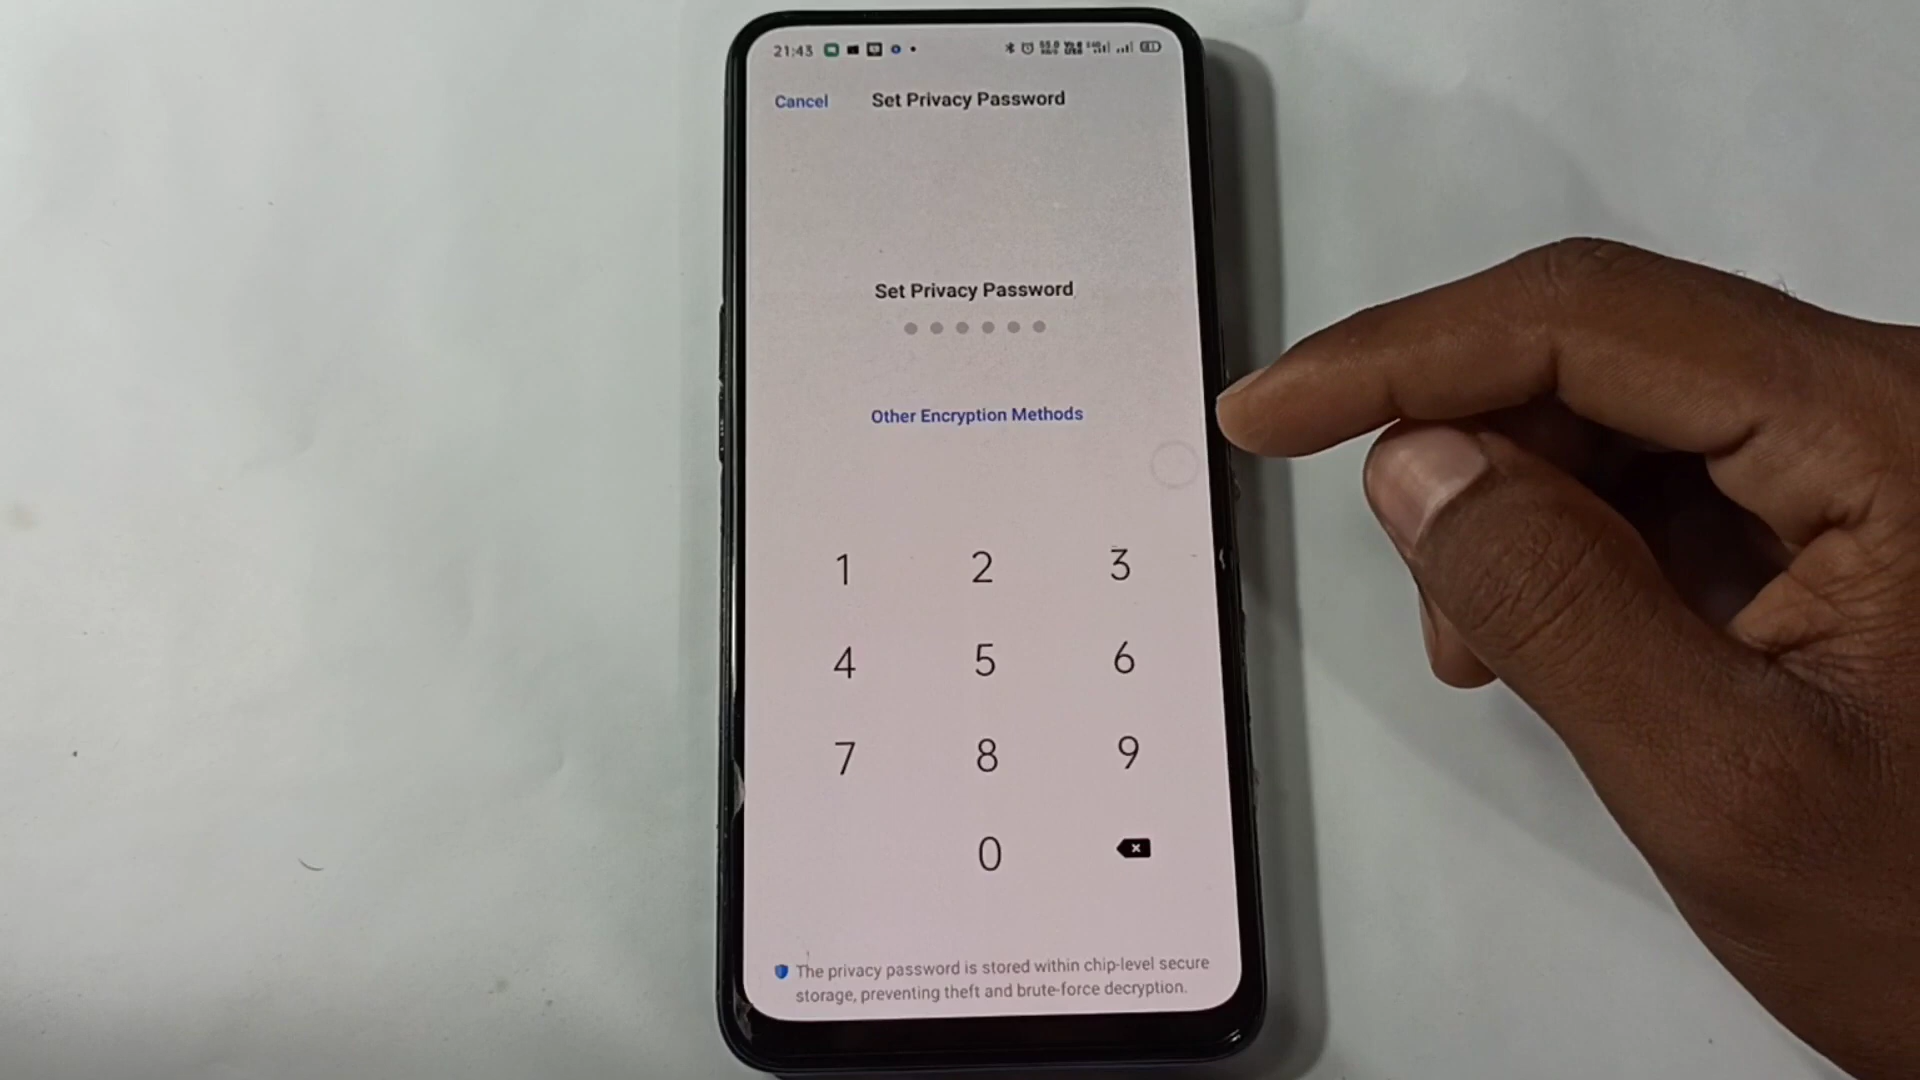 21:43
Cancel Set Privacy Password
Set Privacy Password
Other Encryption Methods
1 2 3
4 5 6
7 8 9
0
The privacy password is stored within chip-level secure
storage, preventing theft and brute-force decryption.